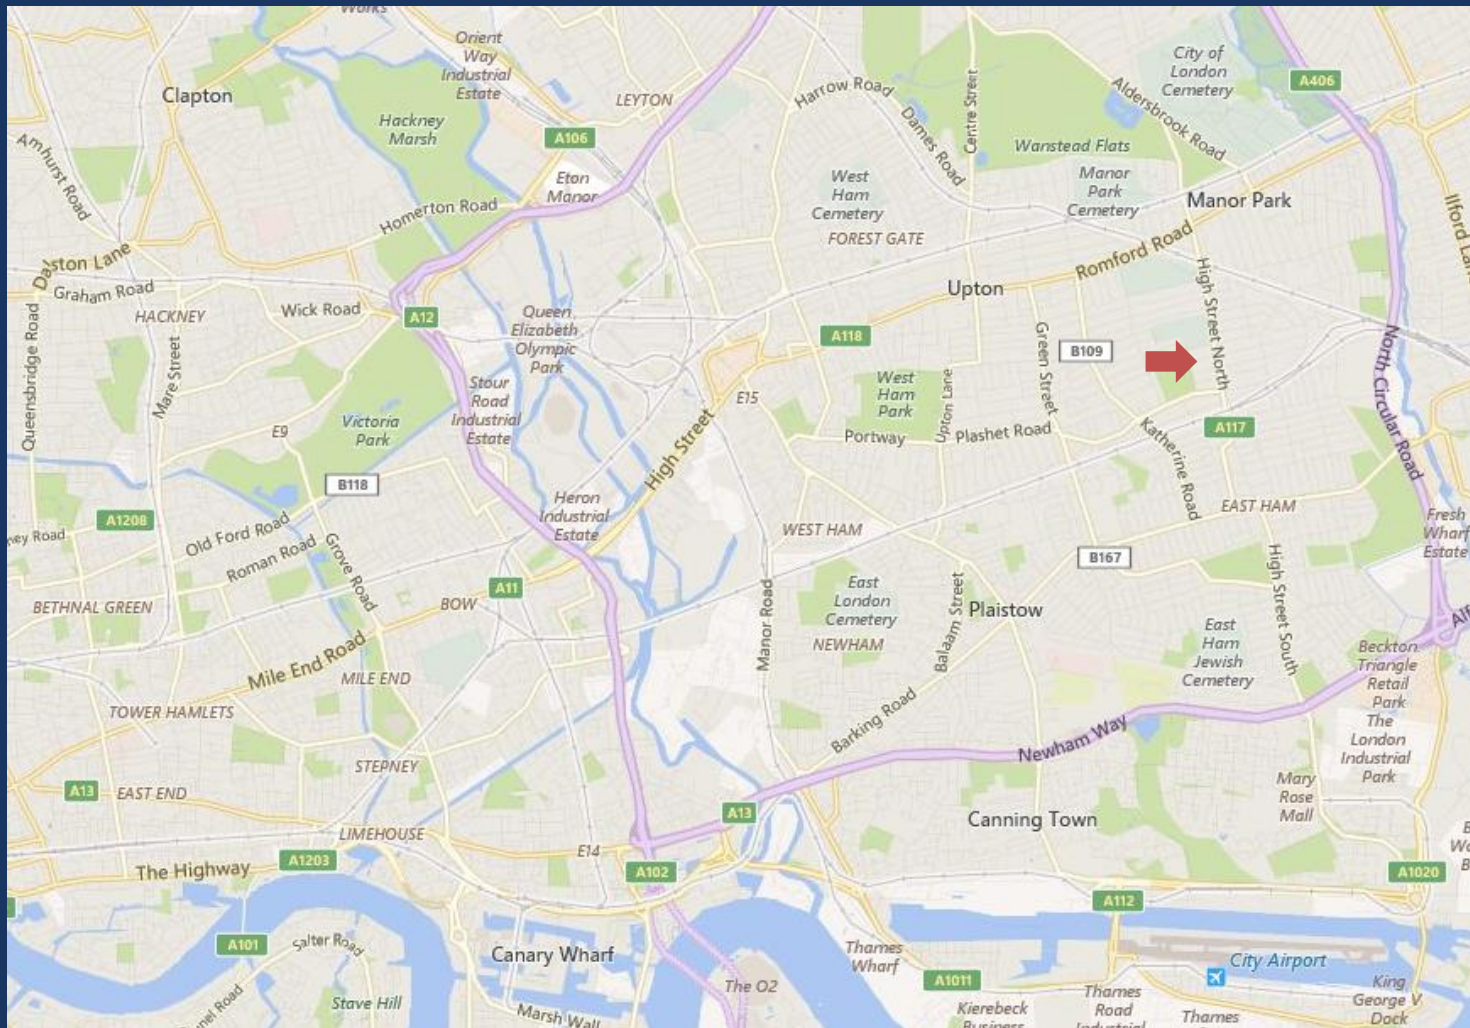 Works
Orient
Way
Industrial
Estate
City of
London
Cemetery
A406
Clapton
LEYTON
Harrow Road
Centre Street
Aldersbrook Road
Hackney
Marsh
A106
Dames Road
Wanstead Flats
Amhurst Road
Eton
Manor
West
Ham
Cemetery
Manor
Park
Cemetery
Manor Park
Homerton Road
FOREST GATE
Romford Road
Dalston Lane
Graham Road
HACKNEY
Wick Road
A12
Queen
Elizabeth
Olympic
Park
Upton
High Street North
North Circular Road
Queensbridge Road
Mare Street
A118
Green Street
B109
Stour
Road
Industrial
Estate
E15
West
Ham
Park
Upton Lane
Victoria
Park
E9
High Street
Portway
Plashet Road
A117
Katherine Road
B118
Heron
Industrial
Estate
EAST HAM
A1208
ney Road
Old Ford Road
Roman Road
Grove Road
WEST HAM
Fresh
Wharf
Estate
B167
High Street South
A11
BETHNAL GREEN
BOW
East
London
Cemetery
Balaam Street
Plaistow
Manor Road
NEWHAM
East
Ham
Jewish
Cemetery
Beckton
Triangle
Retail
Park
Mile End Road
MILE END
TOWER HAMLETS
Barking Road
Newham Way
The
London
Industrial
Park
STEPNEY
Mary
Rose
Mall
A13
EAST END
A13
Canning Town
LIMEHOUSE
E14
The Highway
A1203
A102
A1020
A112
A101
Salter Road
Canary Wharf
Thames
Wharf
City Airport
The O2
A1011
Stave Hill
Marsh Wall
Kierebeck
Business
Thames
Road
Industrial
Thames
King
George V
Dock